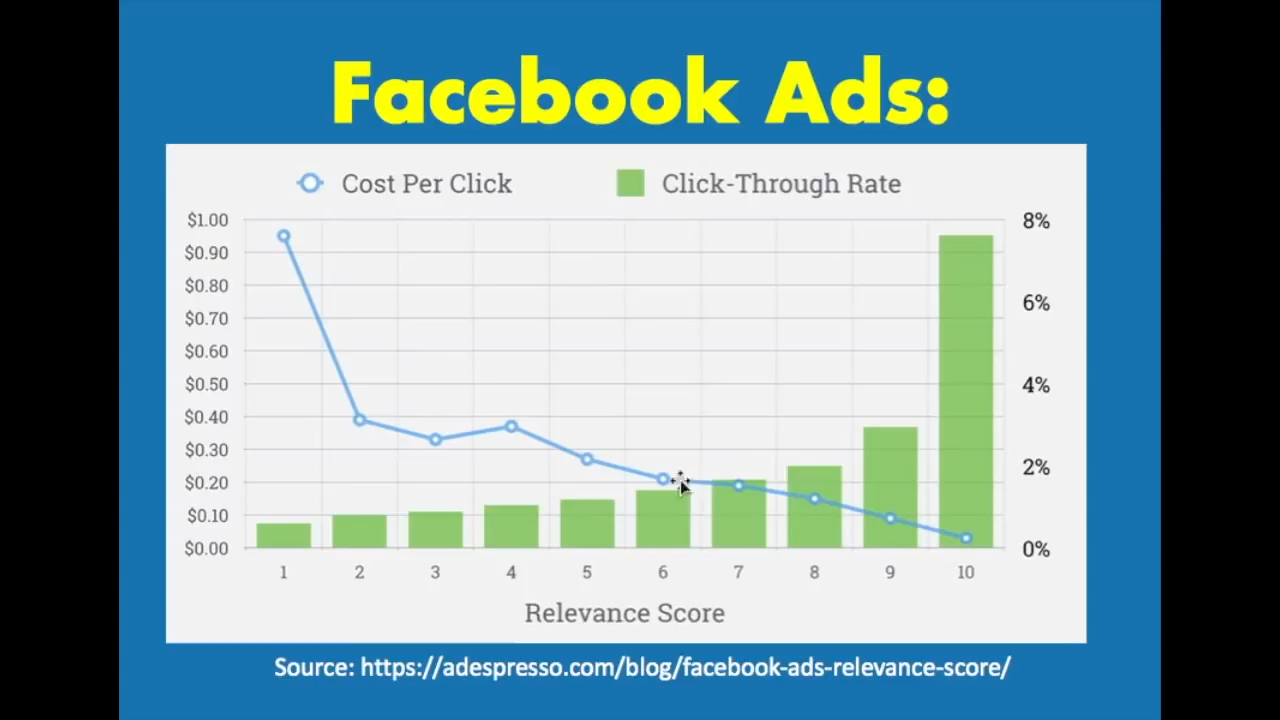 Facebook Ads:
Cost Per Click
Click-Through Rate
$1.00
$0.90
$0.80
$0.70
$0.60
$0.50
$0.40
$0.30
$0.20
$0.10
$0.00
8%
6%
4%
2%
0%
1 2 3 4 5 6 7 8 9 10
Relevance Score
Source: https://adespresso.com/blog/facebook-ads-relevance-score/